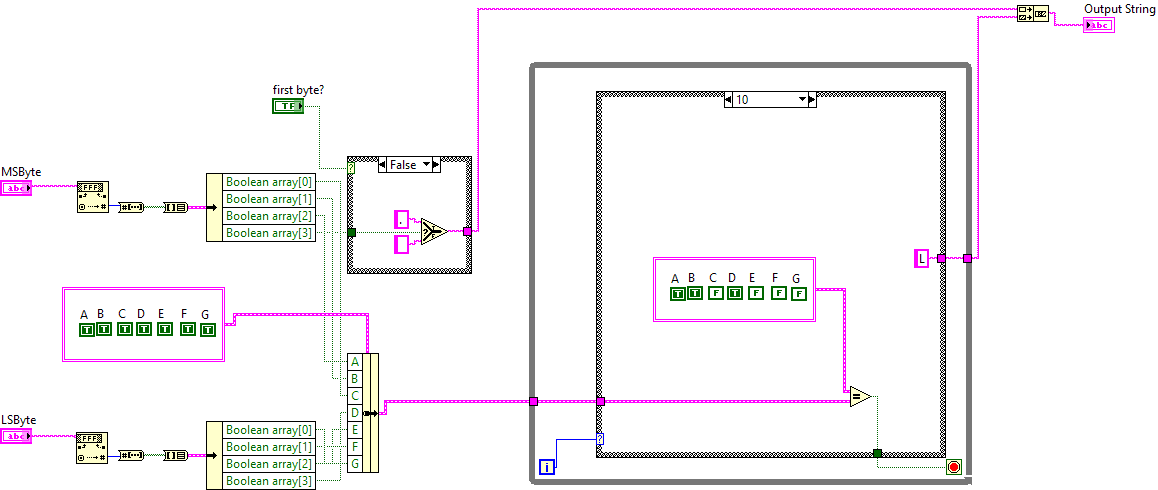 Output String
abc
first byte?
TF
10
False
MSByte
abc
FFF
#
Boolean array[0]
Boolean array[1]
Boolean array[2]
Boolean array[3]
?
.
?
L
A B C D E F G
T T F T F F F
A B C D E F G
T T T T T T T
A
B
C
D
E
F
G
=
LSByte
abc
FFF
#
Boolean array[0]
Boolean array[1]
Boolean array[2]
Boolean array[3]
?
i